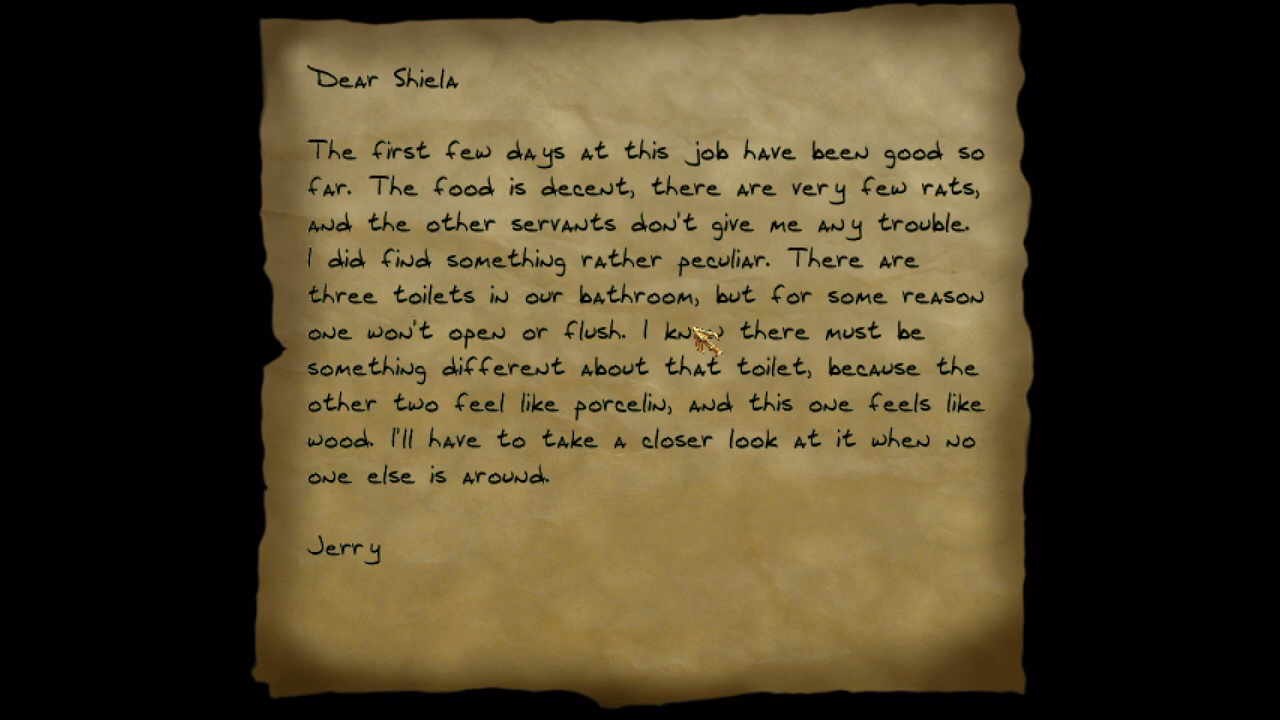 Dear Shiela
The first few days at this job have been good so
far. The food is decent, there are very few rats,
and the other servants don't give me any trouble.
I did find something rather peculiar. There are
three toilets in our bathroom, but for some reason
one won't open or flush. I know there must be
something different about that toilet, because the
other two feel like porcelin, and this one feels like
wood. I'll have to take a closer look at it when no
one else is around.
Jerry